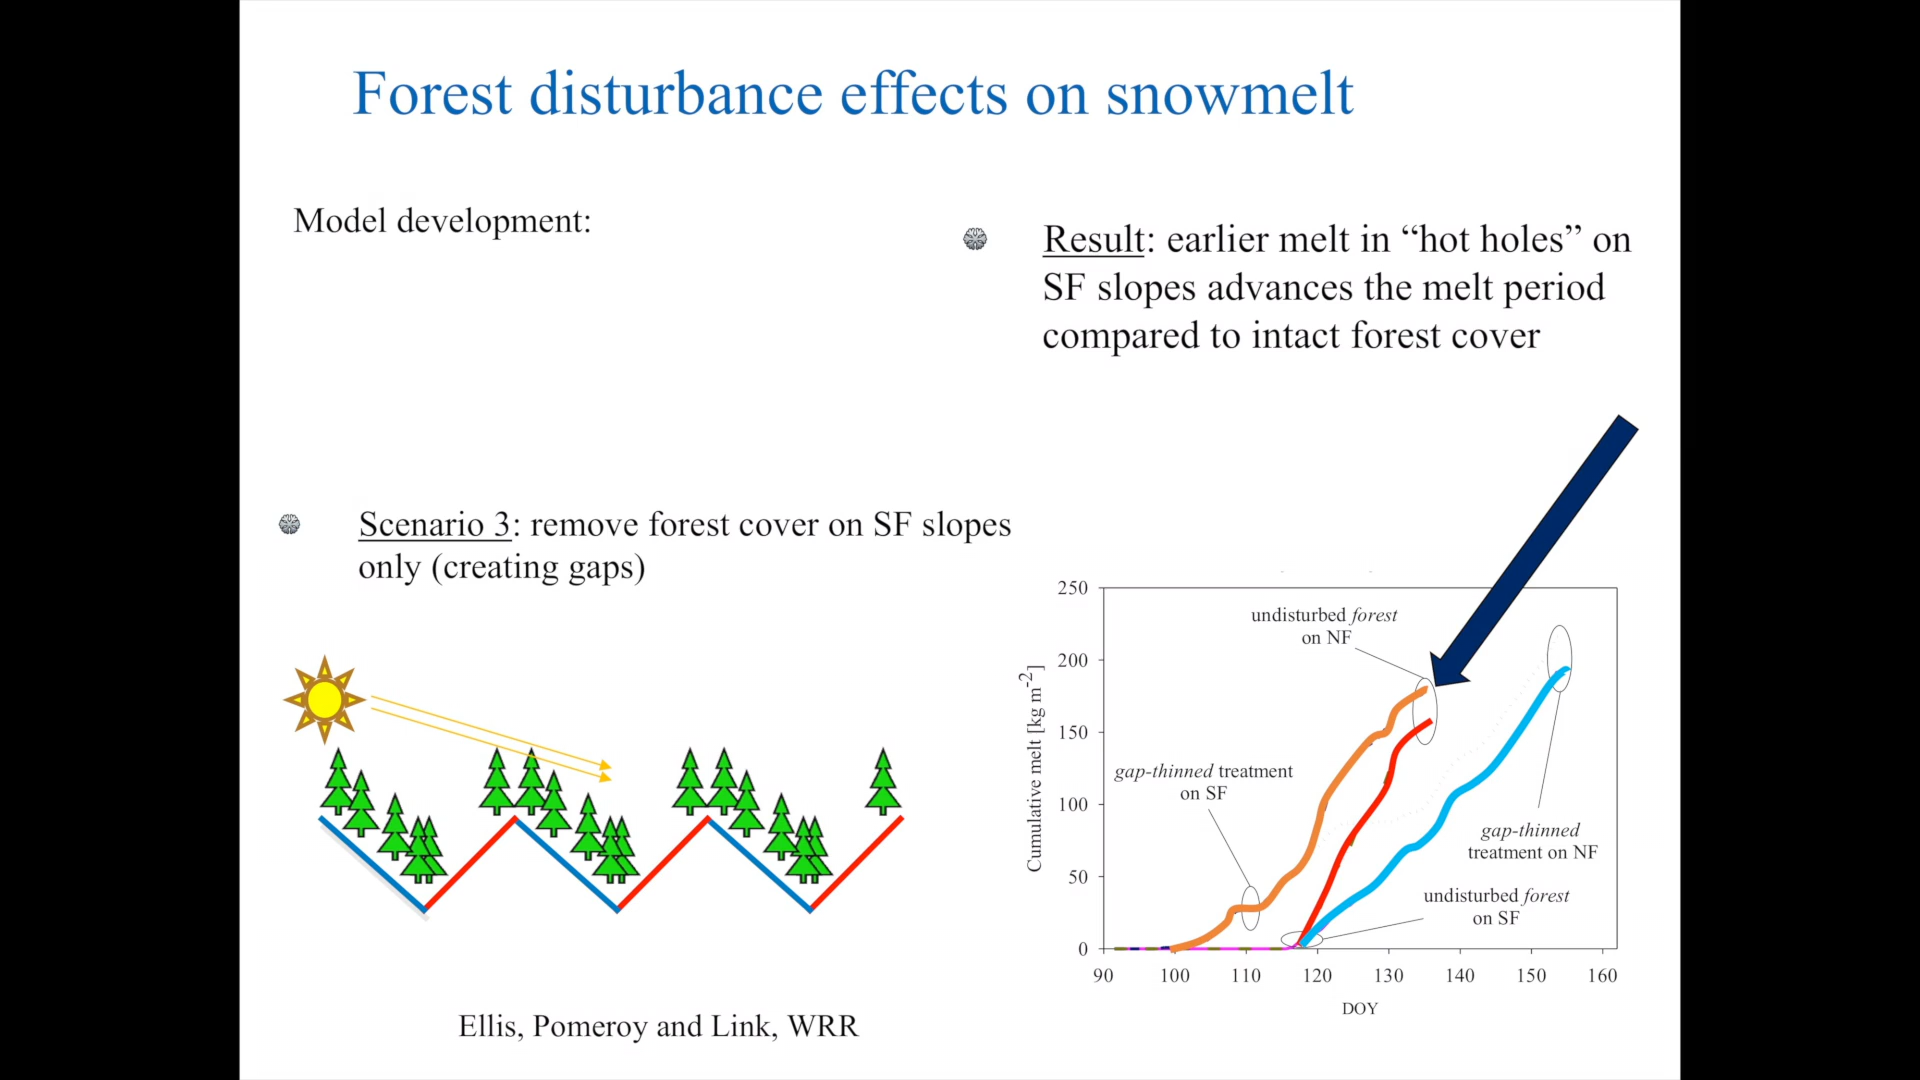 Forest disturbance effects on snowmelt
Model development:
Result: earlier melt in “hot holes” on
SF slopes advances the melt period
compared to intact forest cover
Scenario 3: remove forest cover on SF slopes
only (creating gaps)
250
200
150
100
50
0
Cumulative melt [kg m-2]
undisturbed forest
on NF
gap-thinned treatment
on SF
gap-thinned
treatment on NF
undisturbed forest
on SF
90 100 110 120 130 140 150 160
DOY
Ellis, Pomeroy and Link, WRR